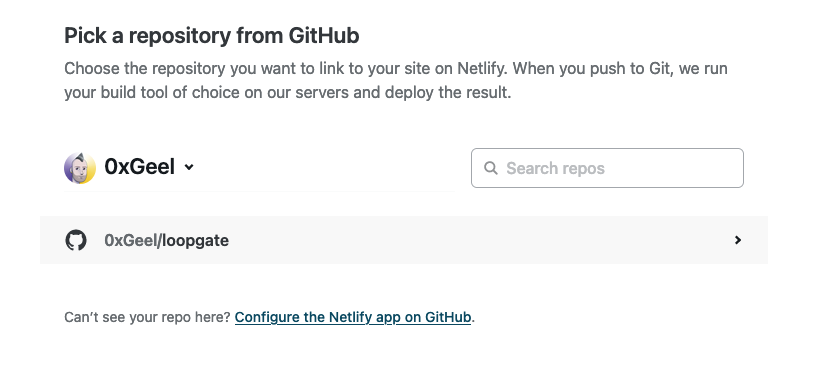 Pick a repository from GitHub
Choose the repository you want to link to your site on Netlify. When you push to Git, we run
your build tool of choice on our servers and deploy the result.
0xGeel
Search repos
0xGeel/loopgate
Can't see your repo here? Configure the Netlify app on GitHub.